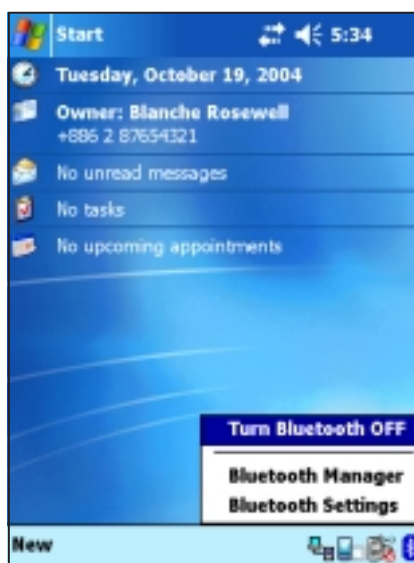 Start 5:34
Tuesday, October 19, 2004
Owner: Blanche Rosewell
+886 2 87654321
No unread messages
No tasks
No upcoming appointments
Turn Bluetooth OFF
Bluetooth Manager
Bluetooth Settings
New